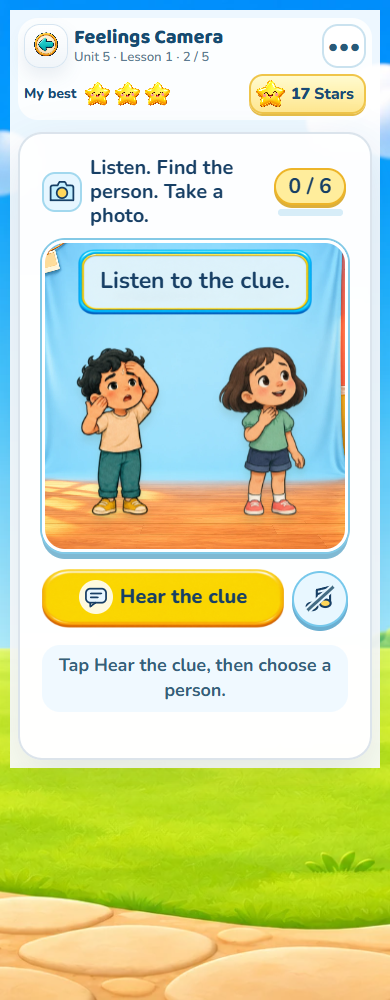 Feelings Camera
Unit 5 · Lesson 1 · 2 / 5
My best
17 Stars
Listen. Find the
person. Take a
photo.
0 / 6
Listen to the clue.
Hear the clue
Tap Hear the clue, then choose a
person.